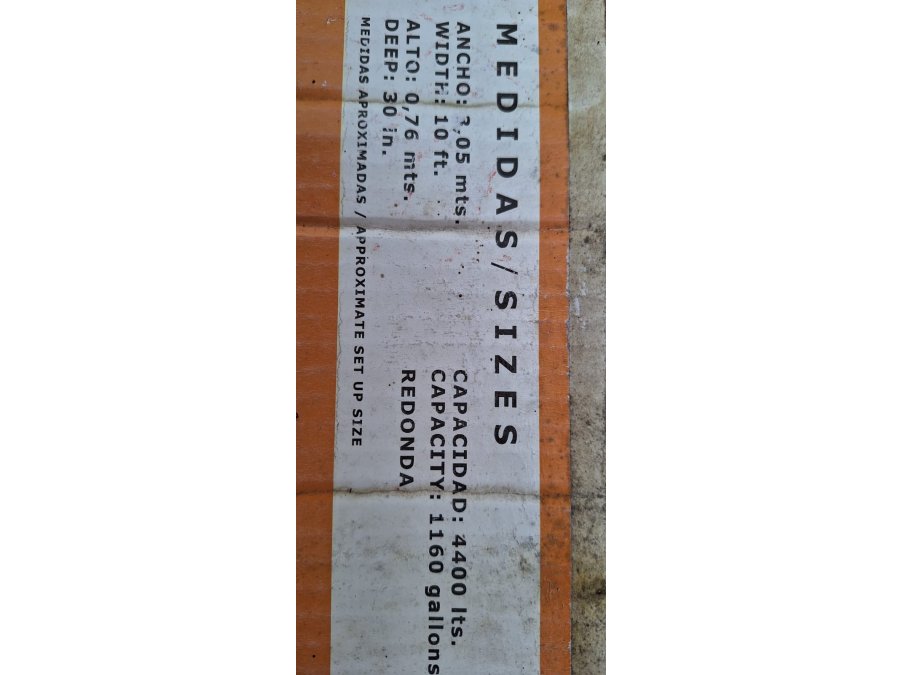 MEDIDAS/SIZES
ANCHO: 3,05 mts.
WIDTH: 10 ft.
ALTO: 0,76 mts.
DEEP: 30 in.
CAPACIDAD: 4400 lts.
CAPACITY: 1160 gallons
REDONDA
MEDIDAS APROXIMADAS / APPROXIMATE SET UP SIZE